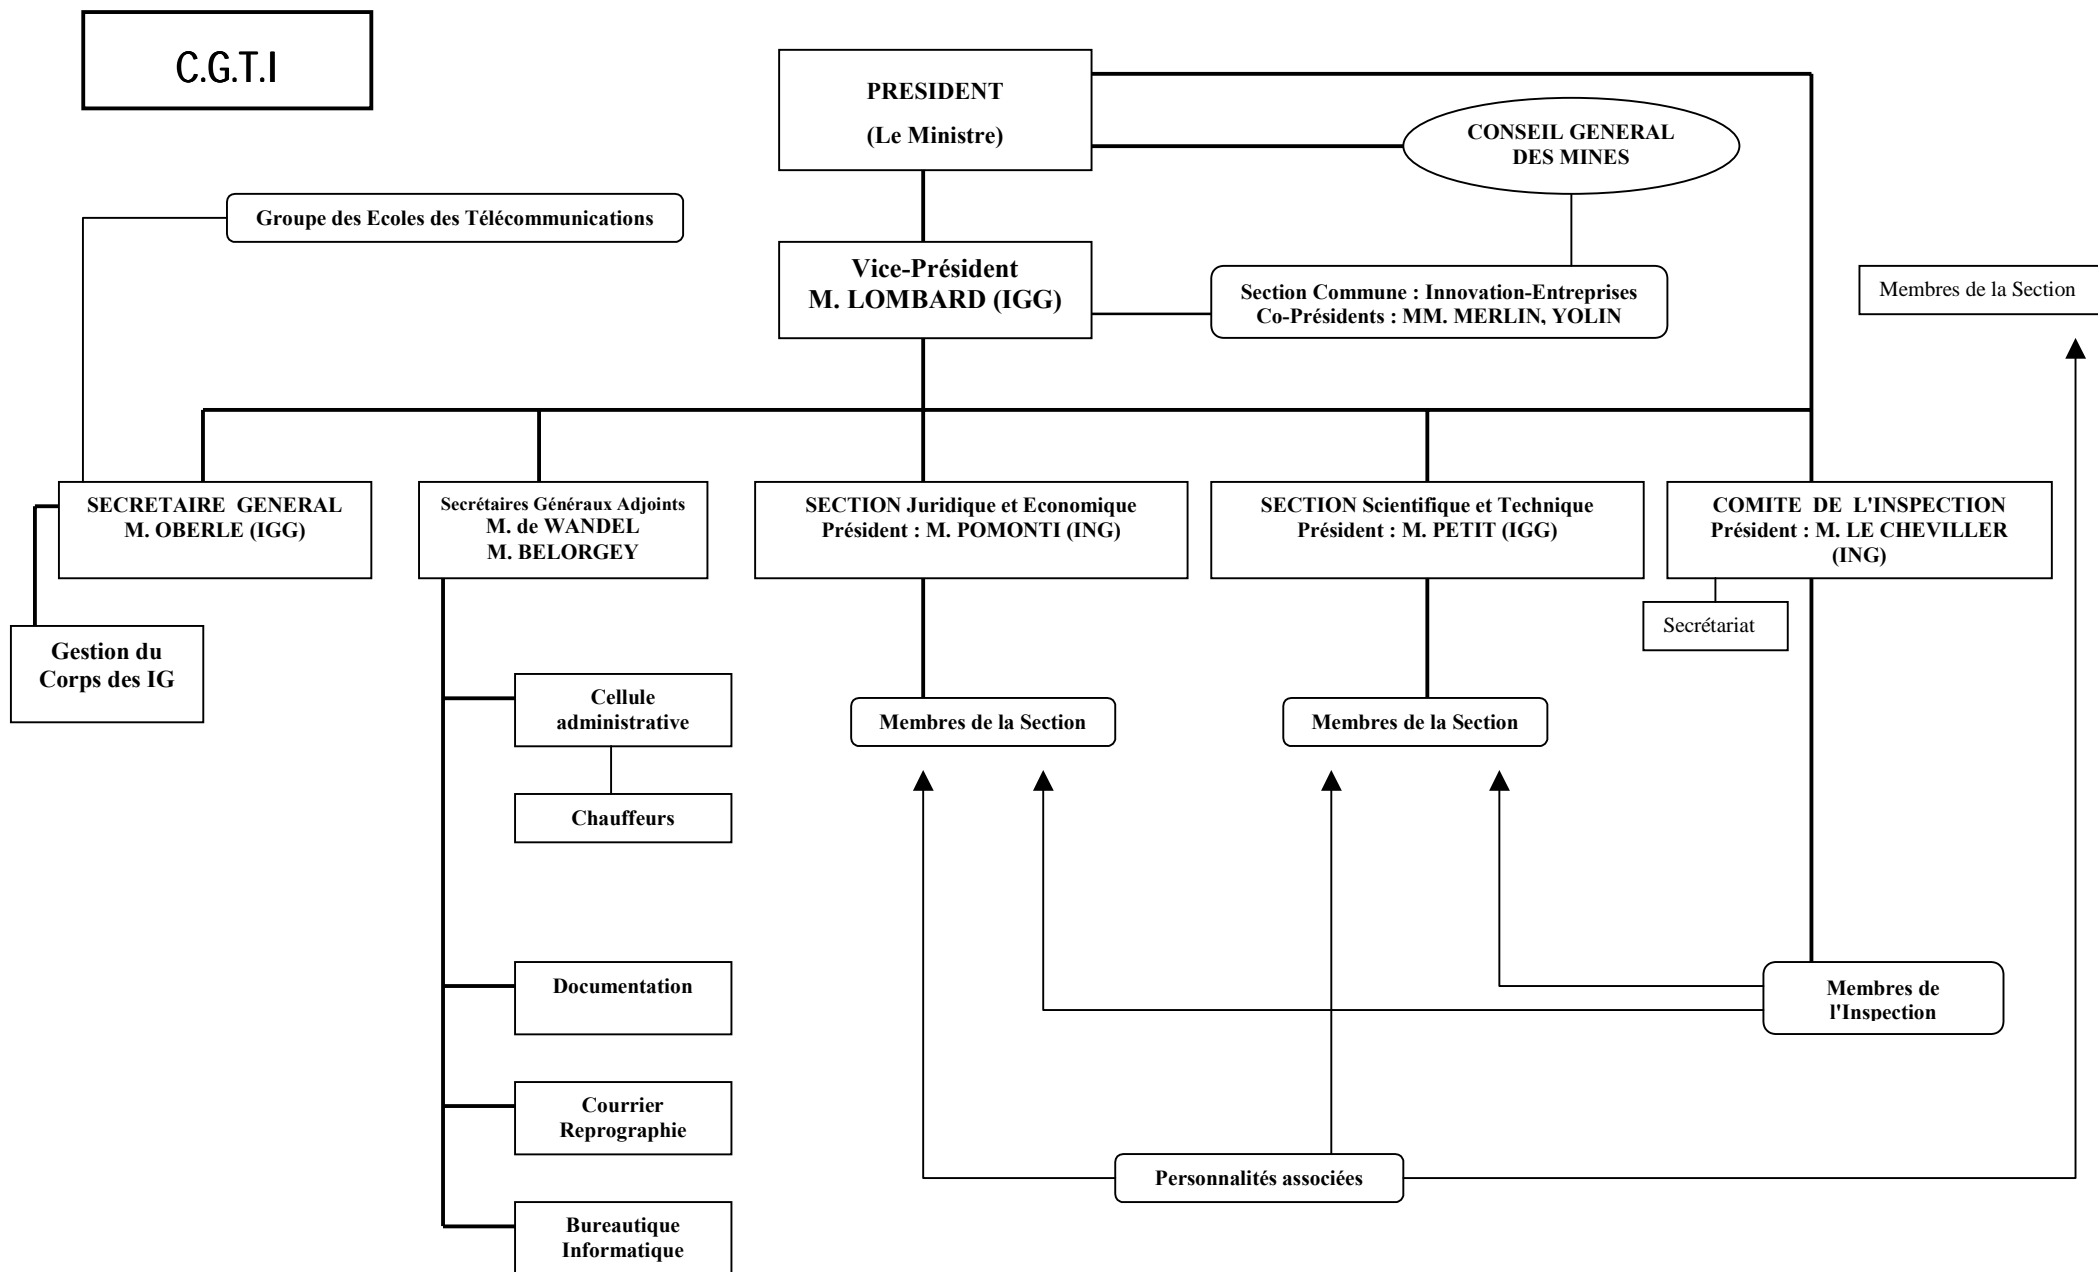 C.G.T.I
PRESIDENT
(Le Ministre)
CONSEIL GENERAL
DES MINES
Groupe des Ecoles des Télécommunications
Vice-Président
M. LOMBARD (IGG)
Section Commune : Innovation-Entreprises
Co-Présidents : MM. MERLIN, YOLIN
Membres de la Section
SECRETAIRE GENERAL
M. OBERLE (IGG)
Secrétaires Généraux Adjoints
M. de WANDEL
M. BELORGEY
SECTION Juridique et Economique
Président : M. POMONTI (ING)
SECTION Scientifique et Technique
Président : M. PETIT (IGG)
COMITE DE L'INSPECTION
Président : M. LE CHEVILLER
(ING)
Secrétariat
Gestion du
Corps des IG
Cellule
administrative
Membres de la Section
Membres de la Section
Chauffeurs
Documentation
Membres de
l'Inspection
Courrier
Reprographie
Personnalités associées
Bureautique
Informatique